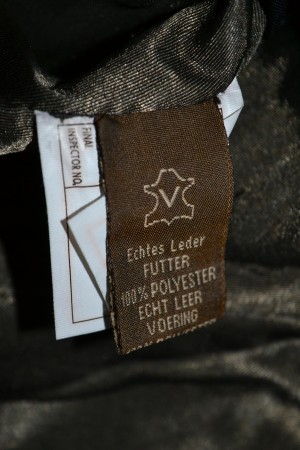 FINAL
INSPECTOR NO.
V
Echtes Leder
FUTTER
100% POLYESTER
ECHT LEER
VOERING